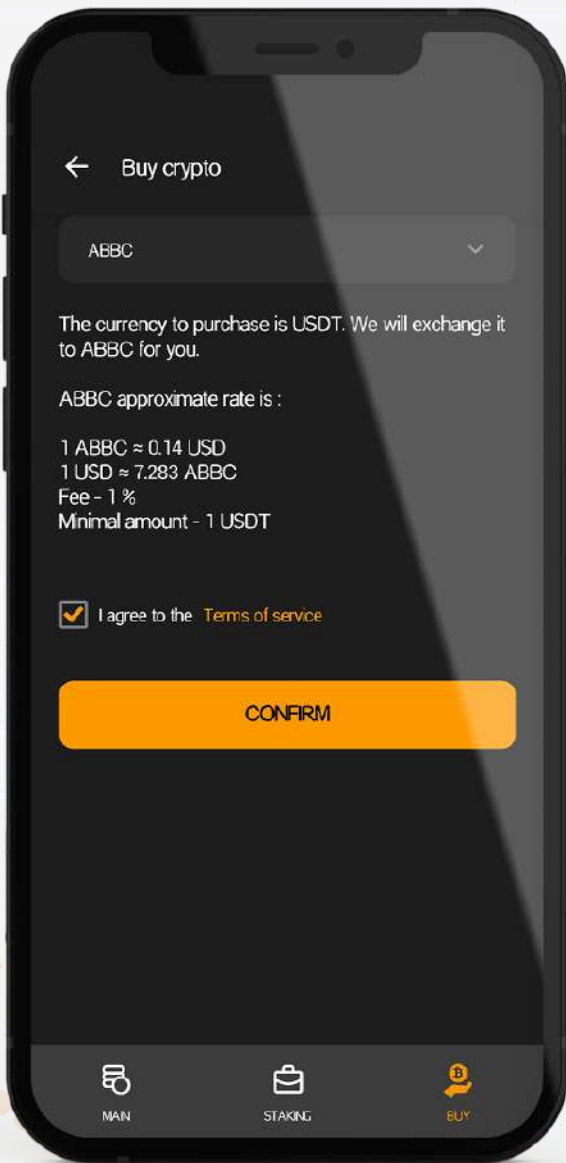 Buy crypto
ABBC
The currency to purchase is USDT. We will exchange it
to ABBC for you.
ABBC approximate rate is :
1 ABBC ≈ 0.14 USD
1 USD ≈ 7.283 ABBC
Fee - 1 %
Minimal amount - 1 USDT
I agree to the Terms of service
CONFIRM
MAIN STAKING BUY